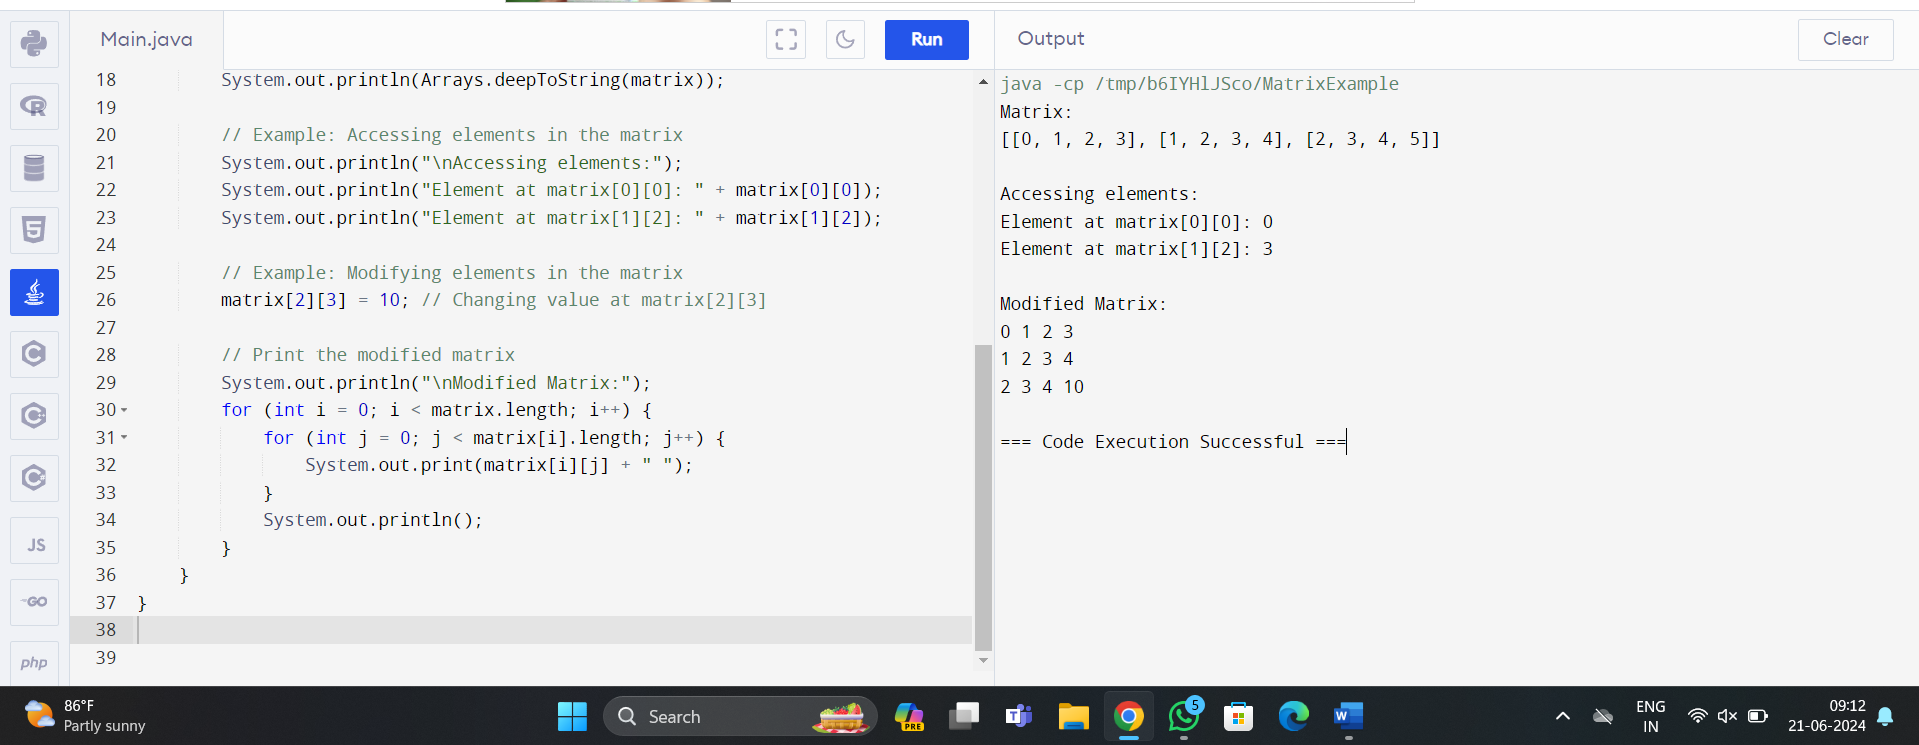 Main.java
Run
Output
Clear
18 System.out.println(Arrays.deepToString(matrix));
19
20 // Example: Accessing elements in the matrix
21 System.out.println("\nAccessing elements:");
22 System.out.println("Element at matrix[0][0]: " + matrix[0][0]);
23 System.out.println("Element at matrix[1][2]: " + matrix[1][2]);
24
25 // Example: Modifying elements in the matrix
26 matrix[2][3] = 10; // Changing value at matrix[2][3]
27
28 // Print the modified matrix
29 System.out.println("\nModified Matrix:");
30 for (int i = 0; i < matrix.length; i++) {
31 for (int j = 0; j < matrix[i].length; j++) {
32 System.out.print(matrix[i][j] + " ");
33 }
34 System.out.println();
35 }
36 }
37 }
38
39
java -cp /tmp/b6IYHlJSco/MatrixExample
Matrix:
[[0, 1, 2, 3], [1, 2, 3, 4], [2, 3, 4, 5]]
Accessing elements:
Element at matrix[0][0]: 0
Element at matrix[1][2]: 3
Modified Matrix:
0 1 2 3
1 2 3 4
2 3 4 10
=== Code Execution Successful ===
R
5
C
C
C
JS
GO
php
86°F
Partly sunny
Search
PRE
T
5
W
ENG
IN
09:12
21-06-2024